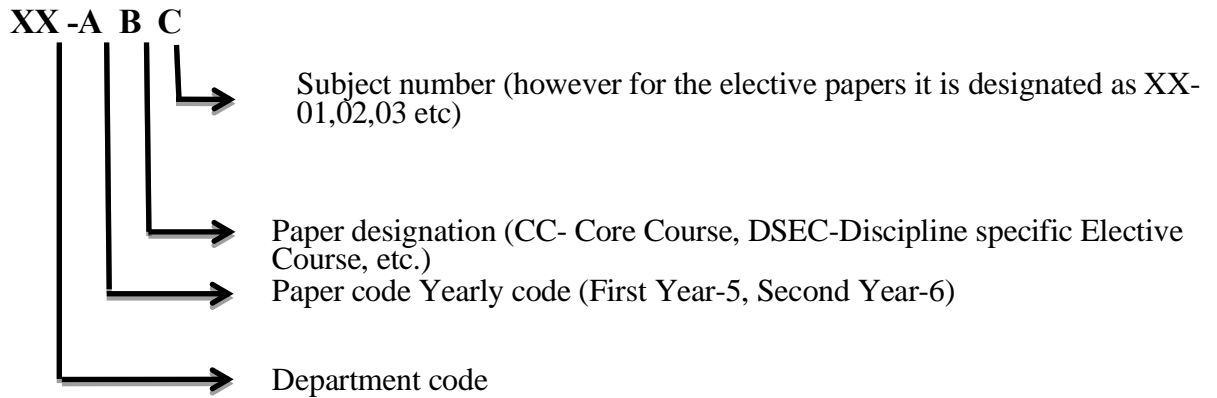 XX -A B C
Subject number (however for the elective papers it is designated as XX-
01,02,03 etc)
Paper designation (CC- Core Course, DSEC-Discipline specific Elective
Course, etc.)
Paper code Yearly code (First Year-5, Second Year-6)
Department code